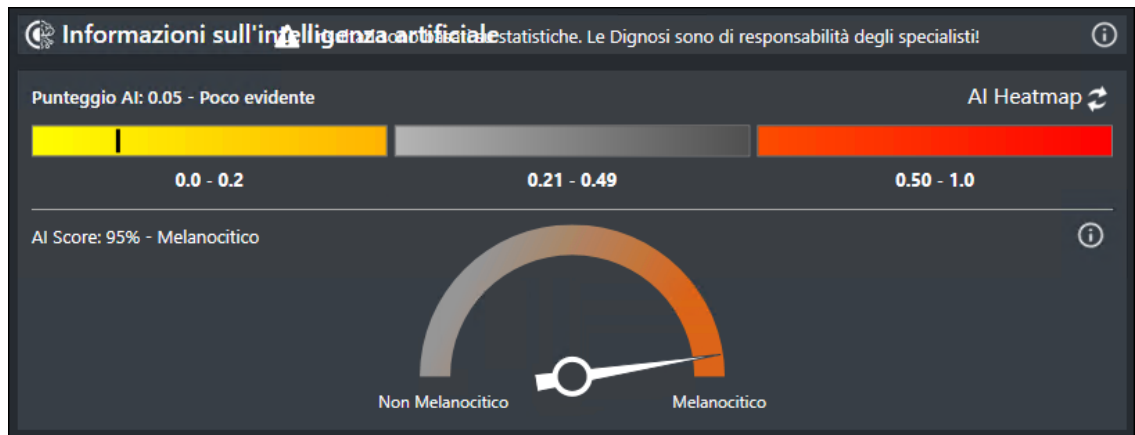 Informazioni sull'intelligenza artificiale
statistiche. Le Dignosi sono di responsabilità degli specialisti!
Punteggio AI: 0.05 - Poco evidente
AI Heatmap
0.0 - 0.2
0.21 - 0.49
0.50 - 1.0
AI Score: 95% - Melanocitico
Non Melanocitico
Melanocitico